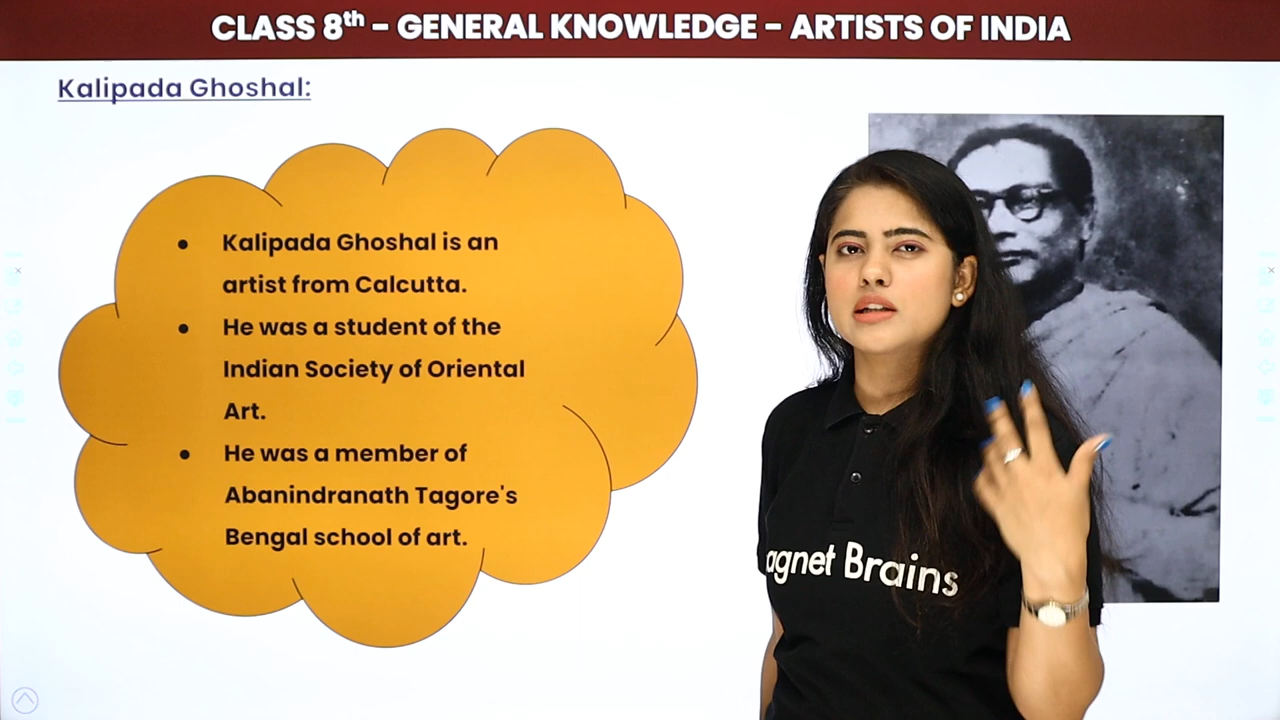 CLASS 8th - GENERAL KNOWLEDGE - ARTISTS OF INDIA
Kalipada Ghoshal:
● Kalipada Ghoshal is an
artist from Calcutta.
● He was a student of the
Indian Society of Oriental
Art.
● He was a member of
Abanindranath Tagore's
Bengal school of art.
agnet Brains